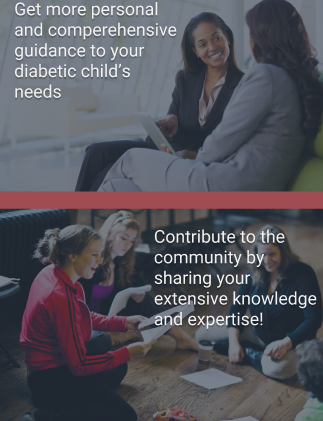 Get more personal
and comperehensive
guidance to your
diabetic child's
needs
Contribute to the
community by
sharing your
extensive knowledge
and expertise!